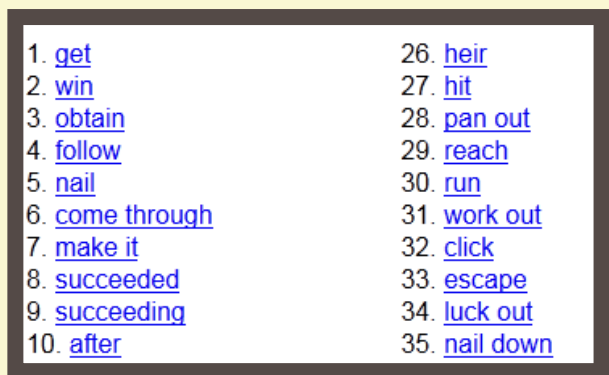 1. get
2. win
3. obtain
4. follow
5. nail
6. come through
7. make it
8. succeeded
9. succeeding
10. after
26. heir
27. hit
28. pan out
29. reach
30. run
31. work out
32. click
33. escape
34. luck out
35. nail down